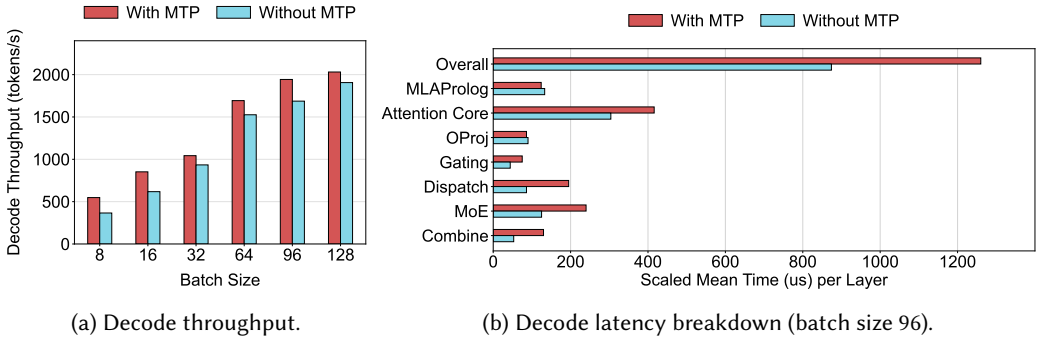 With MTP Without MTP
Decode Throughput (tokens/s)
2000
1500
1000
500
0
8 16 32 64 96 128
Batch Size
(a) Decode throughput.
With MTP Without MTP
Overall
MLAProlog
Attention Core
OProj
Gating
Dispatch
MoE
Combine
0 200 400 600 800 1000 1200
Scaled Mean Time (us) per Layer
(b) Decode latency breakdown (batch size 96).